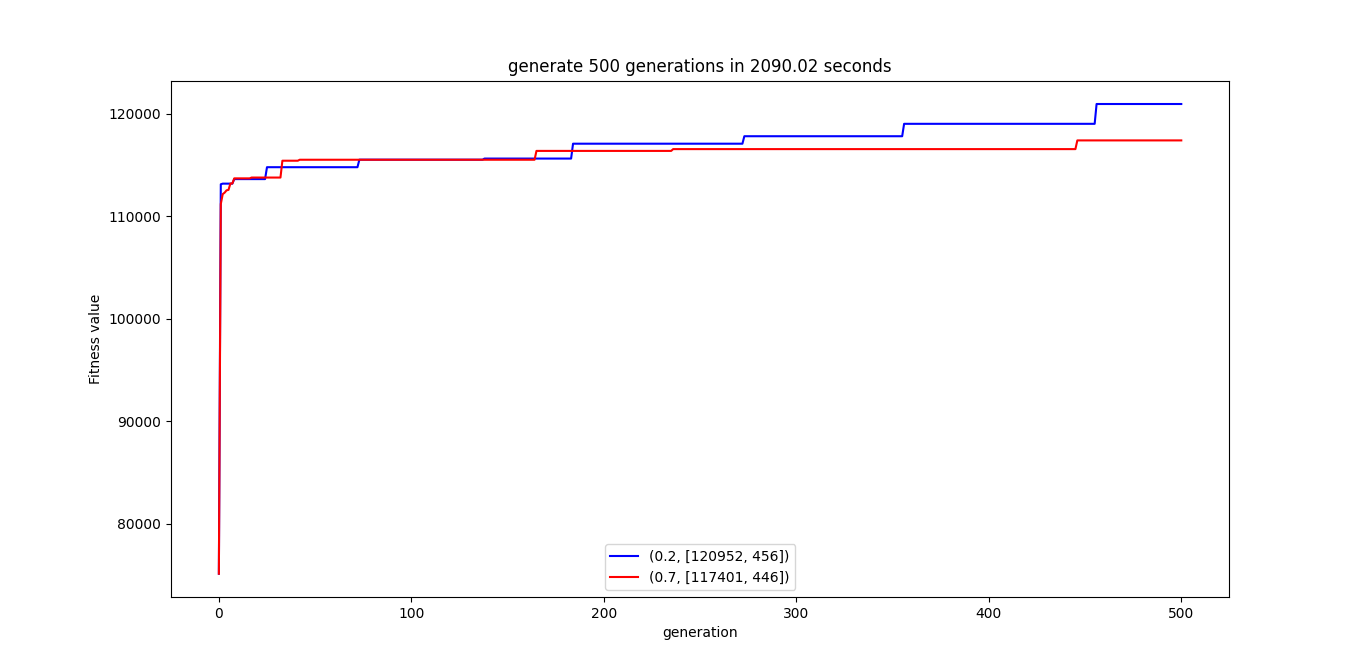 generate 500 generations in 2090.02 seconds
120000
110000
100000
90000
80000
Fitness value
(0.2, [120952, 456])
(0.7, [117401, 446])
0 100 200 300 400 500
generation